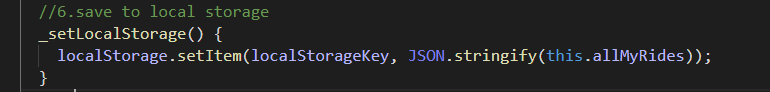 //6.save to local storage
_setLocalStorage() {
localStorage.setItem(localStorageKey, JSON.stringify(this.allMyRides));
}